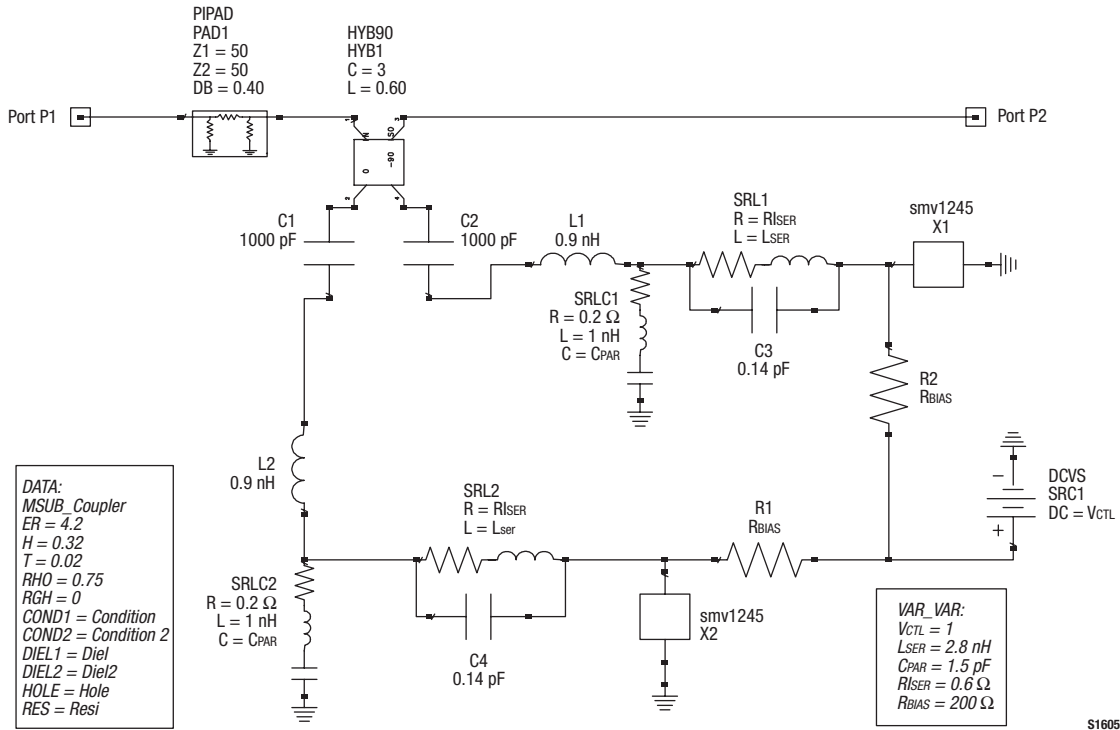 PIPAD
PAD1
Z1 = 50
Z2 = 50
DB = 0.40
HYB90
HYB1
C = 3
L = 0.60
Port P1
Port P2
1
IN
3
0
-90
4
C1
1000 pF
C2
1000 pF
L1
0.9 nH
SRL1
R = RISER
L = LSER
smv1245
X1
SRLC1
R = 0.2 Ω
L = 1 nH
C = CPAR
C3
0.14 pF
R2
RBIAS
L2
0.9 nH
SRL2
R = RISER
L = Lser
R1
RBIAS
DCVS
SRC1
DC = VCTL
–
+
SRLC2
R = 0.2 Ω
L = 1 nH
C = CPAR
C4
0.14 pF
smv1245
X2
DATA:
MSUB_Coupler
ER = 4.2
H = 0.32
T = 0.02
RHO = 0.75
RGH = 0
COND1 = Condition
COND2 = Condition 2
DIEL1 = Diel
DIEL2 = Diel2
HOLE = Hole
RES = Resi
VAR_VAR:
VCTL = 1
LSER = 2.8 nH
CPAR = 1.5 pF
RISER = 0.6 Ω
RBIAS = 200 Ω
S1605